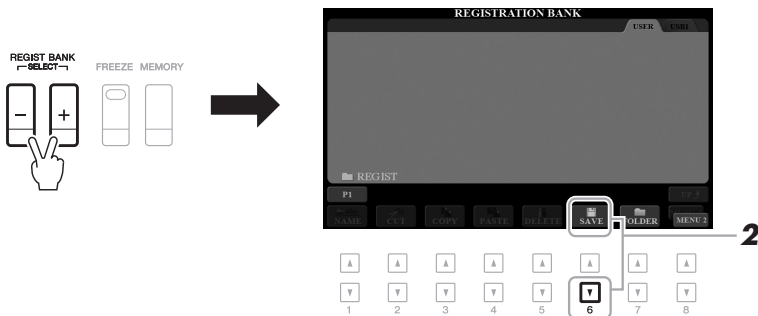 REGISTRATION BANK
USER USB1
REGIST BANK
SELECT
FREEZE MEMORY
− +
REGIST
P1 UP
NAME CUT COPY PASTE DELETE SAVE FOLDER MENU 2
2
1 2 3 4 5 6 7 8